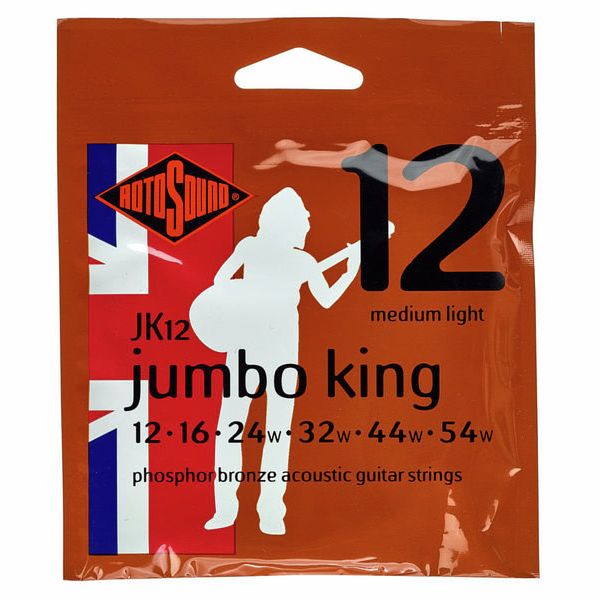 12
ROTOSOUND®
medium light
JK12
jumbo king
12·16·24w·32w·44w·54w
phosphor bronze acoustic guitar strings